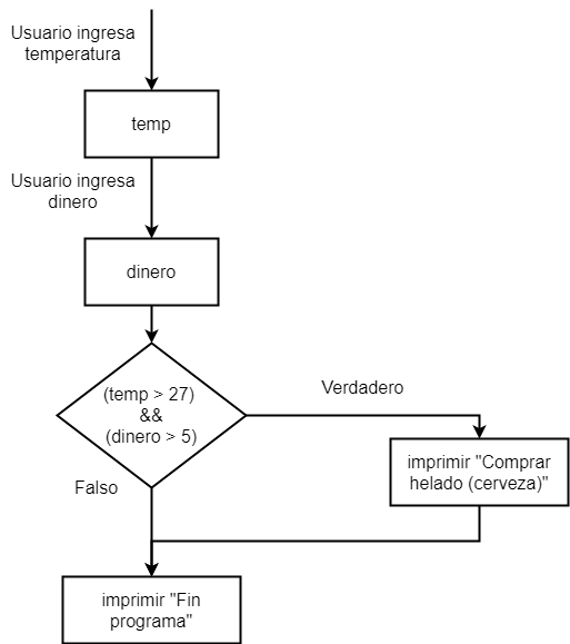 Usuario ingresa
temperatura
temp
Usuario ingresa
dinero
dinero
(temp > 27)
&&
(dinero > 5)
Verdadero
imprimir "Comprar
helado (cerveza)"
Falso
imprimir "Fin
programa"